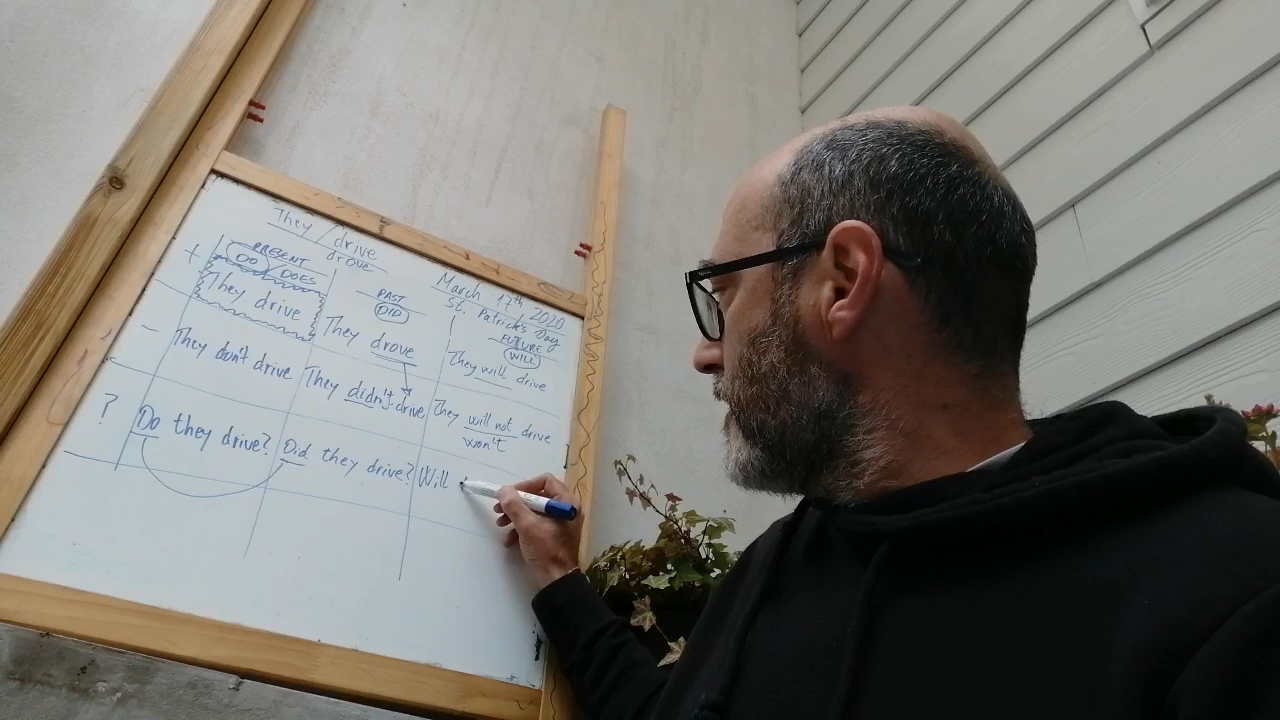 They / drive
drove
March 17th, 2020
St. Patrick's Day
+
PRESENT
DO / DOES
They drive
PAST
DID
They drove
FUTURE
WILL
They will drive
-
They don't drive
They didn't drive
They will not drive
won't
?
Do they drive?
Did they drive?
Will